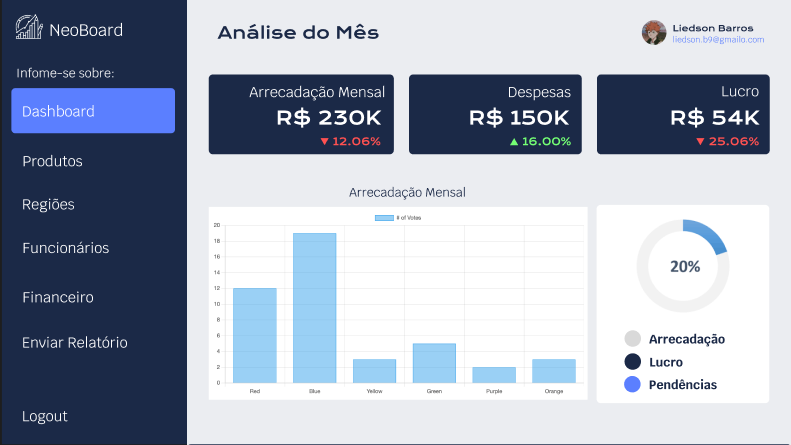 NeoBoard
Infome-se sobre:
Dashboard
Produtos
Regiões
Funcionários
Financeiro
Enviar Relatório
Logout
Análise do Mês
Liedson Barros
liedson.b9@gmailo.com
Arrecadação Mensal
R$ 230K
▼ 12.06%
Despesas
R$ 150K
▲ 16.00%
Lucro
R$ 54K
▼ 25.06%
Arrecadação Mensal
# of Votes
20
18
16
14
12
10
8
6
4
2
0
Red Blue Yellow Green Purple Orange
20%
Arrecadação
Lucro
Pendências